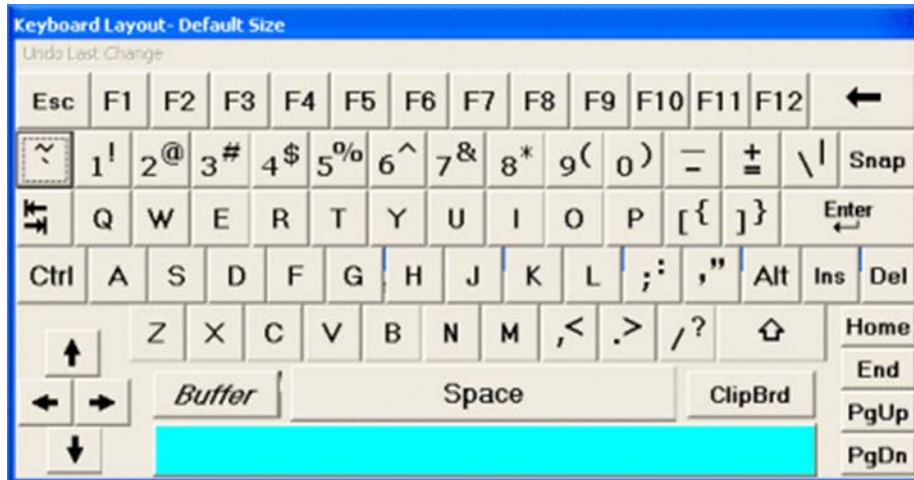 Keyboard Layout- Default Size
Undo Last Change
Esc F1 F2 F3 F4 F5 F6 F7 F8 F9 F10 F11 F12 ←
~ ` 1 ! 2 @ 3 # 4 $ 5 % 6 ^ 7 & 8 * 9 ( 0 ) _ - + = \ | Snap
Q W E R T Y U I O P [ { ] } Enter
Ctrl A S D F G H J K L ; : , " Alt Ins Del
Z X C V B N M , < . > / ? Home
End
Buffer Space ClipBrd
PgUp
PgDn